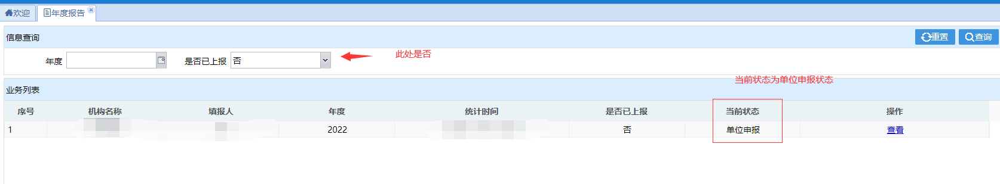 欢迎 年度报告
信息查询 重置 查询
年度 是否已上报 否 此处是否
当前状态为单位申报状态
业务列表
序号 机构名称 填报人 年度 统计时间 是否已上报 当前状态 操作
1 2022 否 单位申报 查看